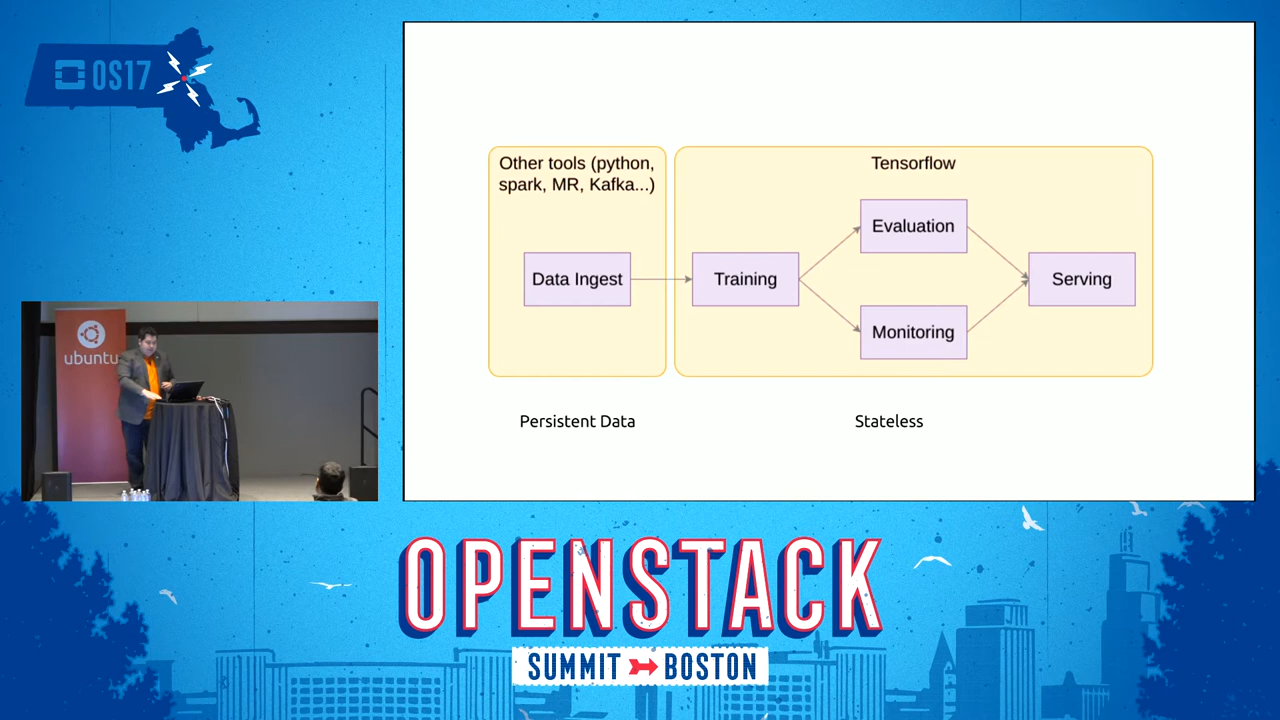 OS17
Other tools (python,
spark, MR, Kafka...)
Tensorflow
Evaluation
Data Ingest
Training
Serving
Monitoring
Persistent Data
Stateless
ubuntu
OPENSTACK
SUMMIT BOSTON